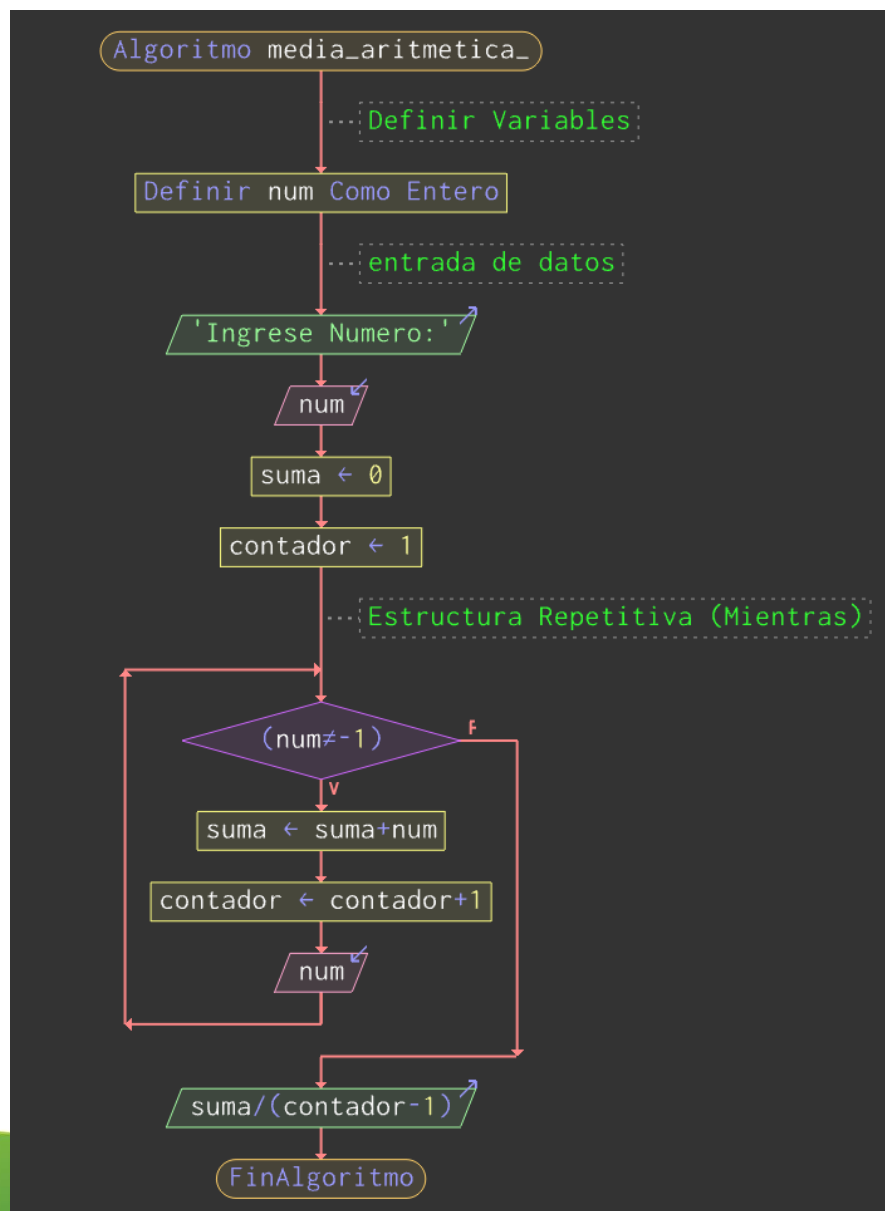 Algoritmo media_aritmetica_
Definir Variables
Definir num Como Entero
entrada de datos
'Ingrese Numero:'
num
suma ← 0
contador ← 1
Estructura Repetitiva (Mientras)
(num≠-1)
F
V
suma ← suma+num
contador ← contador+1
num
suma/(contador-1)
FinAlgoritmo